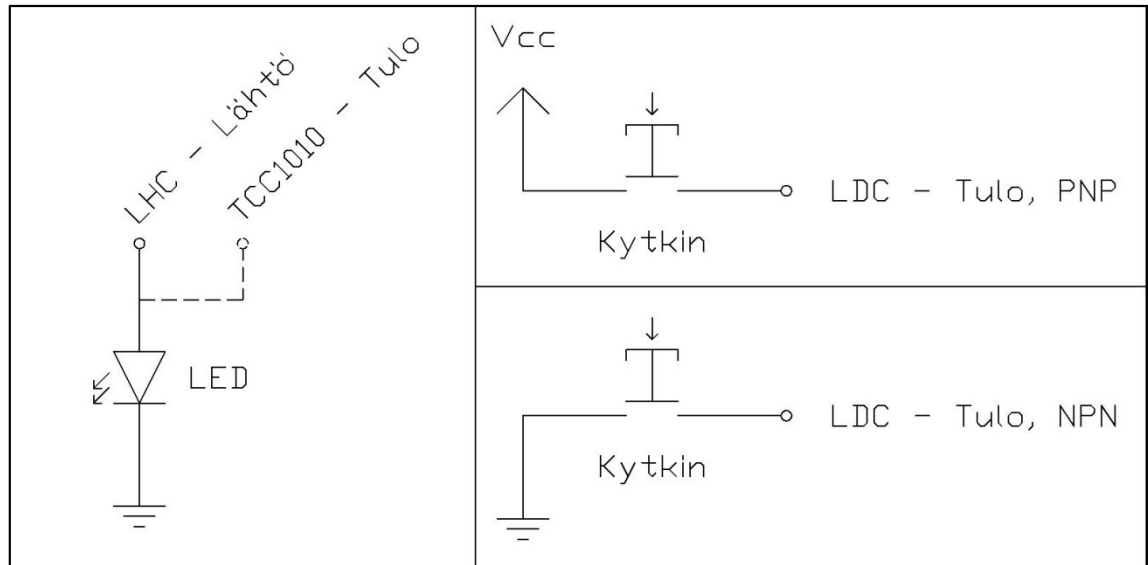 LHC - Lähtö
TCC1010 - Tulo
LED
Vcc
LDC - Tulo, PNP
Kytkin
LDC - Tulo, NPN
Kytkin